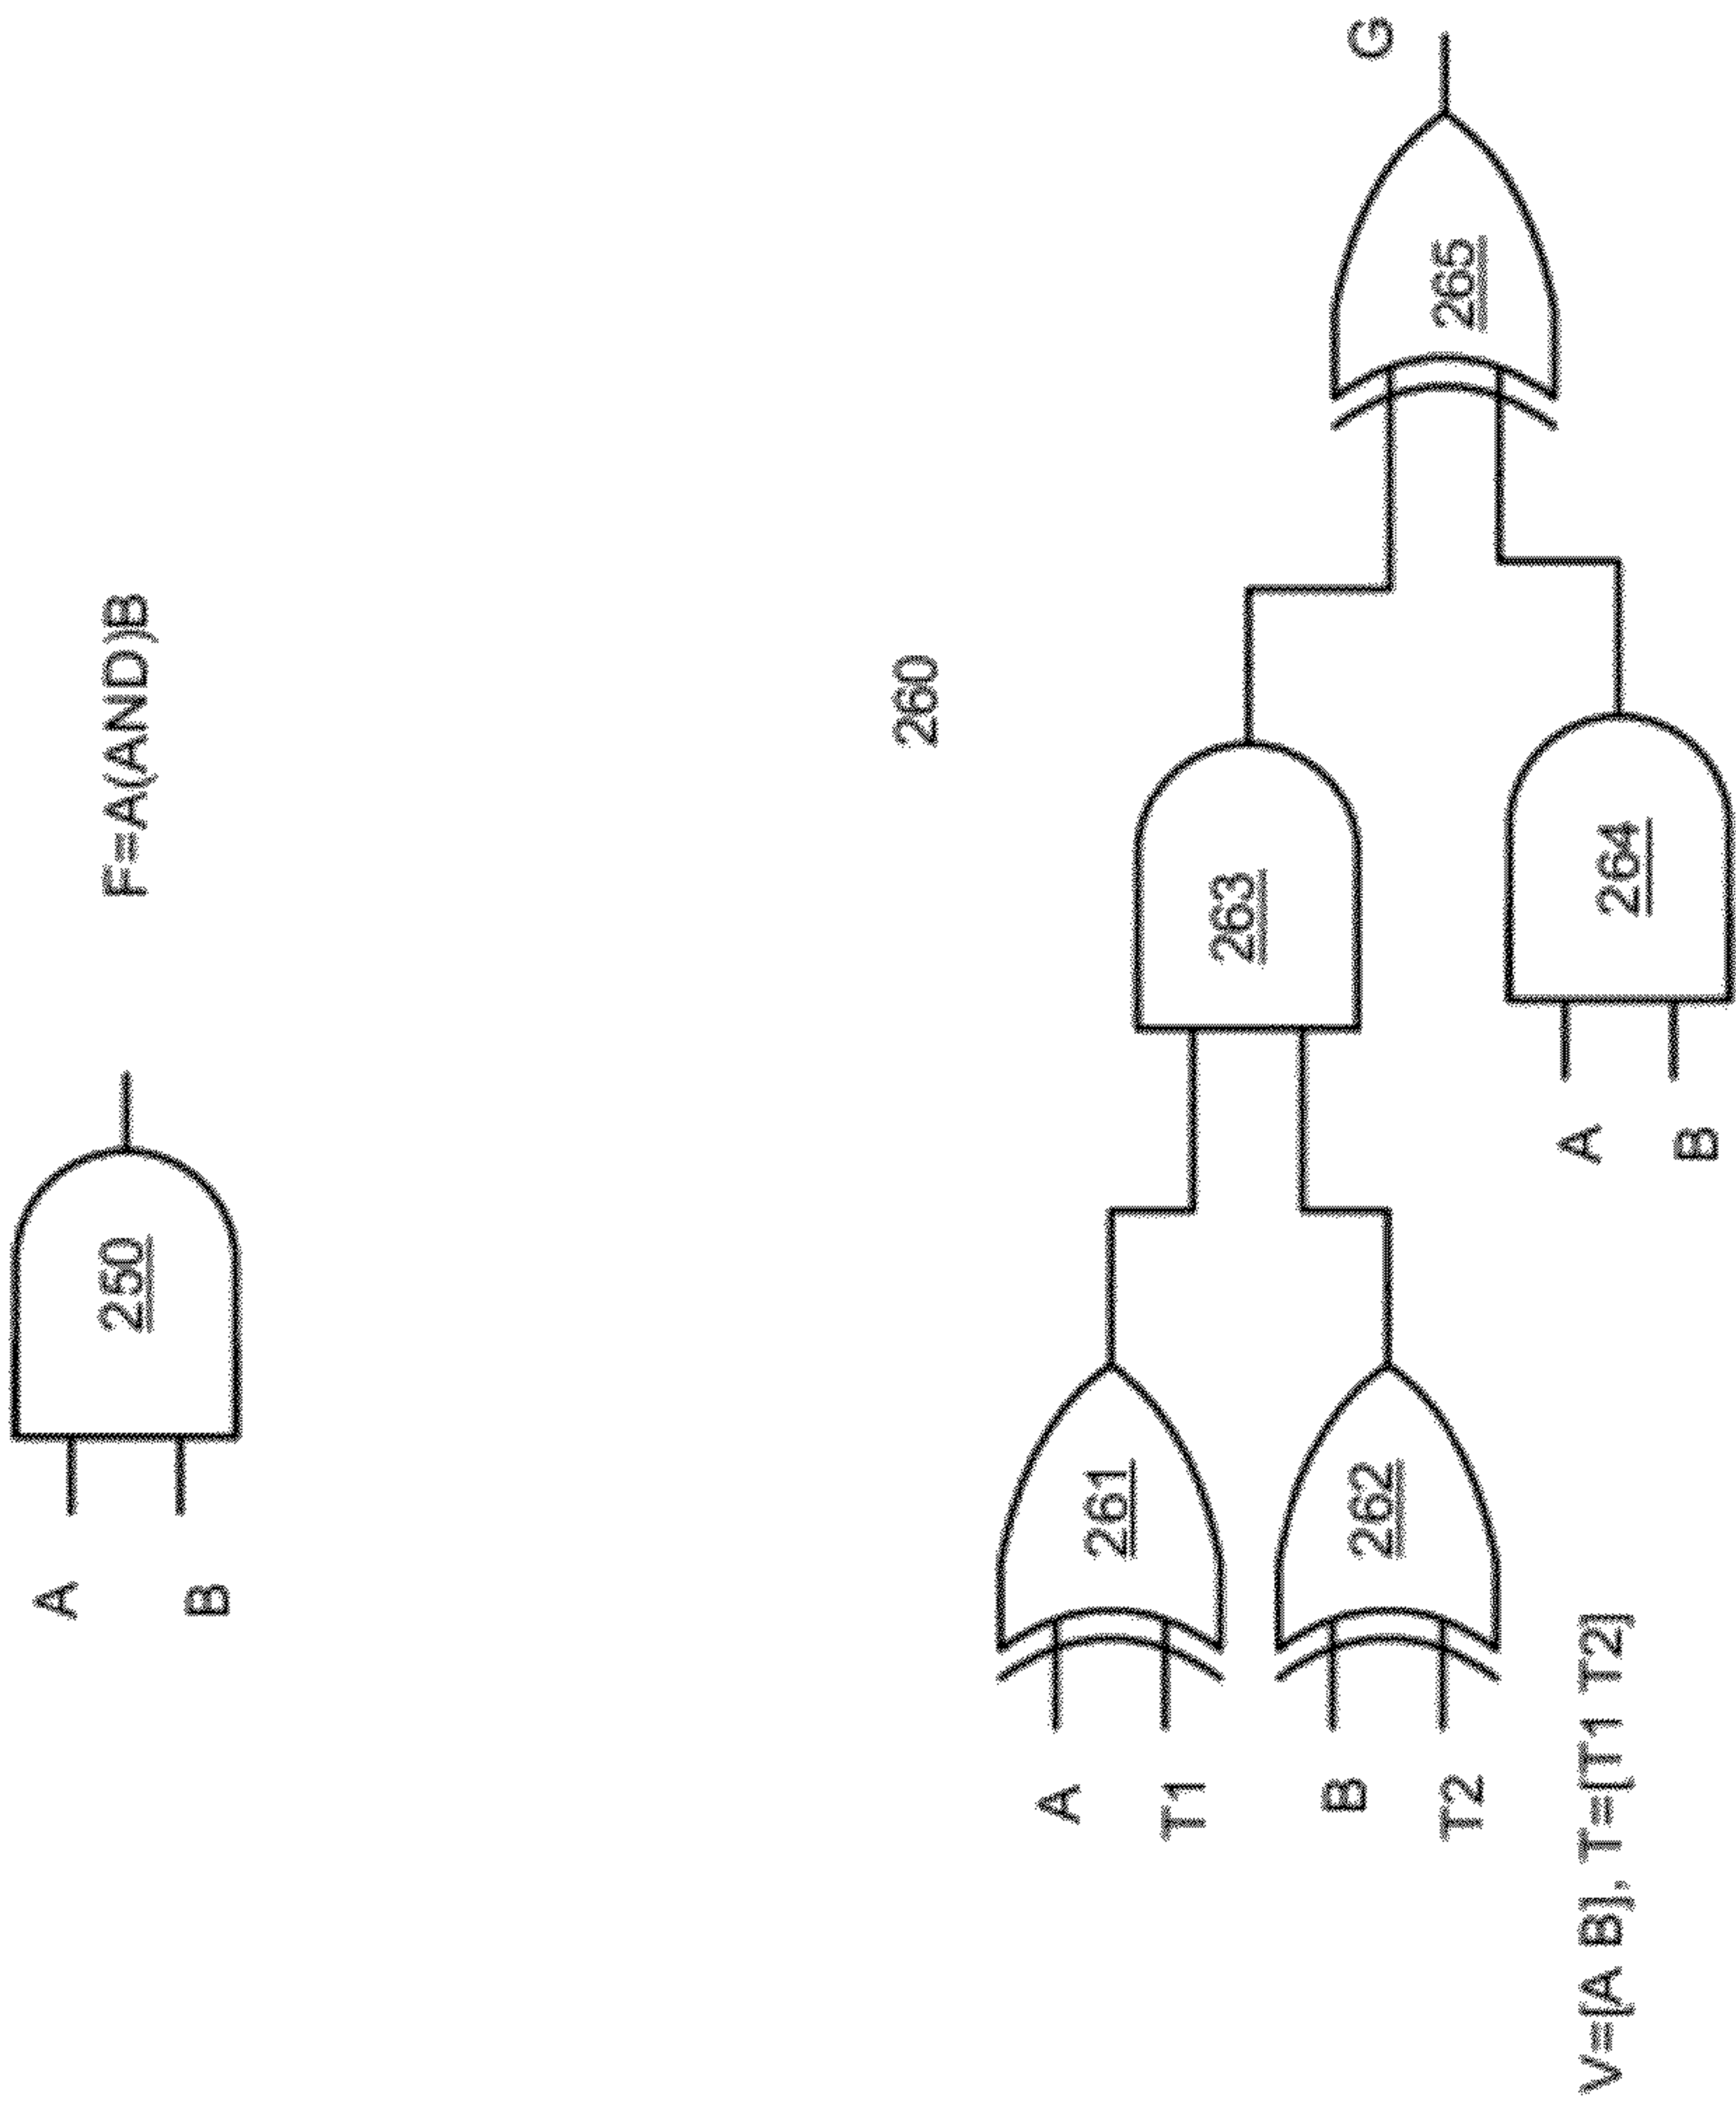 A
B
250
F=A(AND)B
260
A
T1
B
T2
261
262
263
A
B
264
265
G
V=[A B], T=[T1 T2]